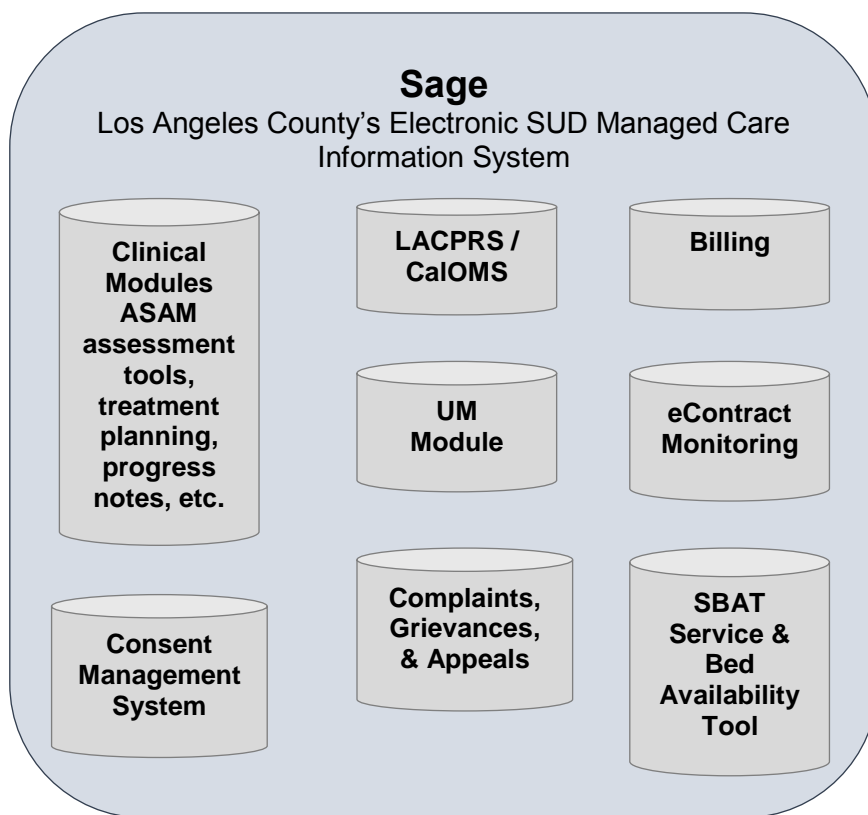 Sage
Los Angeles County's Electronic SUD Managed Care
Information System
Clinical
Modules
ASAM
assessment
tools,
treatment
planning,
progress
notes, etc.
LACPRS /
CalOMS
Billing
UM
Module
eContract
Monitoring
Consent
Management
System
Complaints,
Grievances,
& Appeals
SBAT
Service &
Bed
Availability
Tool